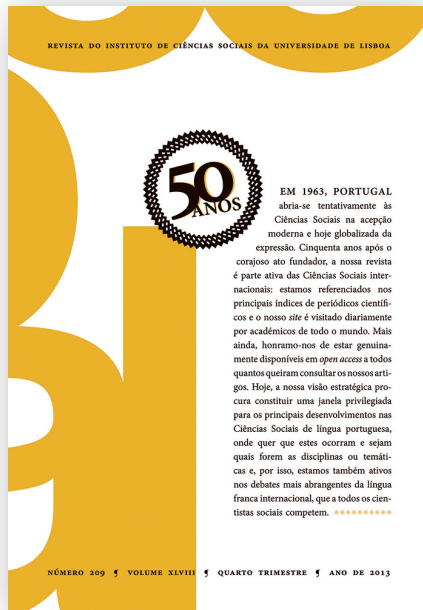 REVISTA DO INSTITUTO DE CIÊNCIAS SOCIAIS DA UNIVERSIDADE DE LISBOA
50
ANOS
EM 1963, PORTUGAL
abria-se tentativamente às
Ciências Sociais na acepção
moderna e hoje globalizada da
expressão. Cinquenta anos após o
corajoso ato fundador, a nossa revista
é parte ativa das Ciências Sociais inter-
nacionais: estamos referenciados nos
principais índices de periódicos científi-
cos e o nosso site é visitado diariamente
por académicos de todo o mundo. Mais
ainda, honramo-nos de estar genuina-
mente disponíveis em open access a todos
quantos queiram consultar os nossos arti-
gos. Hoje, a nossa visão estratégica pro-
cura constituir uma janela privilegiada
para os principais desenvolvimentos nas
Ciências Sociais de língua portuguesa,
onde quer que estes ocorram e sejam
quais forem as disciplinas ou temáti-
cas e, por isso, estamos também ativos
nos debates mais abrangentes da língua
franca internacional, que a todos os cien-
tistas sociais competem.
NÚMERO 209 ¶ VOLUME XLVIII ¶ QUARTO TRIMESTRE ¶ ANO DE 2013